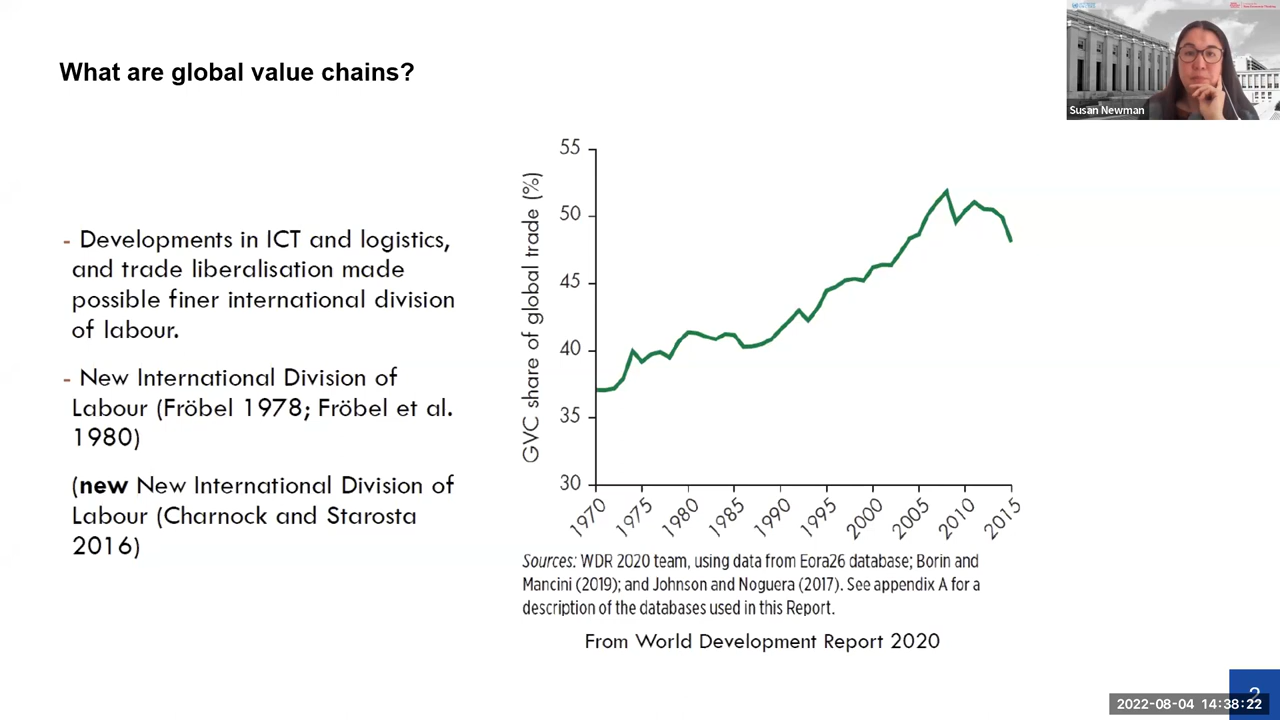 What are global value chains?
Susan Newman
- Developments in ICT and logistics,
and trade liberalisation made
possible finer international division
of labour.
- New International Division of
Labour (Fröbel 1978; Fröbel et al.
1980)
(new New International Division of
Labour (Charnock and Starosta
2016)
GVC share of global trade (%)
55
50
45
40
35
30
1970
1975
1980
1985
1990
1995
2000
2005
2010
2015
Sources: WDR 2020 team, using data from Eora26 database; Borin and
Mancini (2019); and Johnson and Noguera (2017). See appendix A for a
description of the databases used in this Report.
From World Development Report 2020
2
2022-08-04 14:38:22